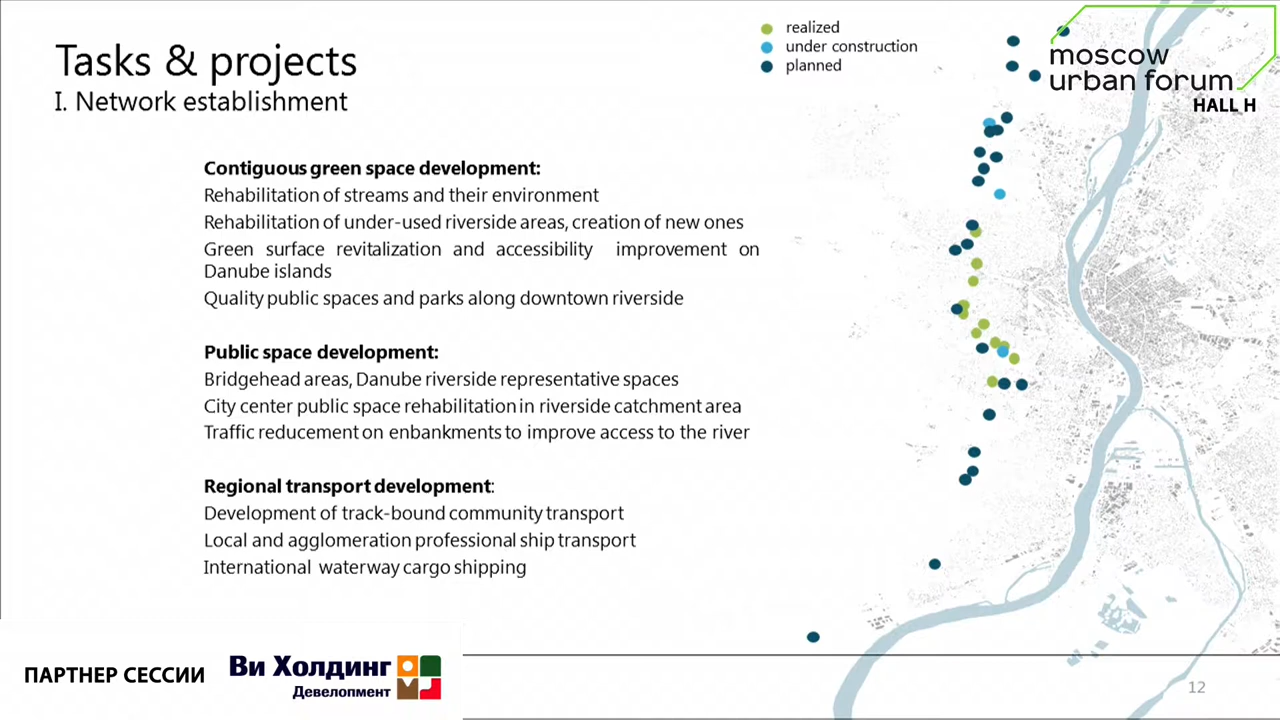 Tasks & projects
I. Network establishment
realized
under construction
planned
moscow
urban forum
HALL H
Contiguous green space development:
Rehabilitation of streams and their environment
Rehabilitation of under-used riverside areas, creation of new ones
Green surface revitalization and accessibility improvement on
Danube islands
Quality public spaces and parks along downtown riverside
Public space development:
Bridgehead areas, Danube riverside representative spaces
City center public space rehabilitation in riverside catchment area
Traffic reducement on enbankments to improve access to the river
Regional transport development:
Development of track-bound community transport
Local and agglomeration professional ship transport
International waterway cargo shipping
ПАРТНЕР СЕССИИ
Ви Холдинг
Девелопмент
12